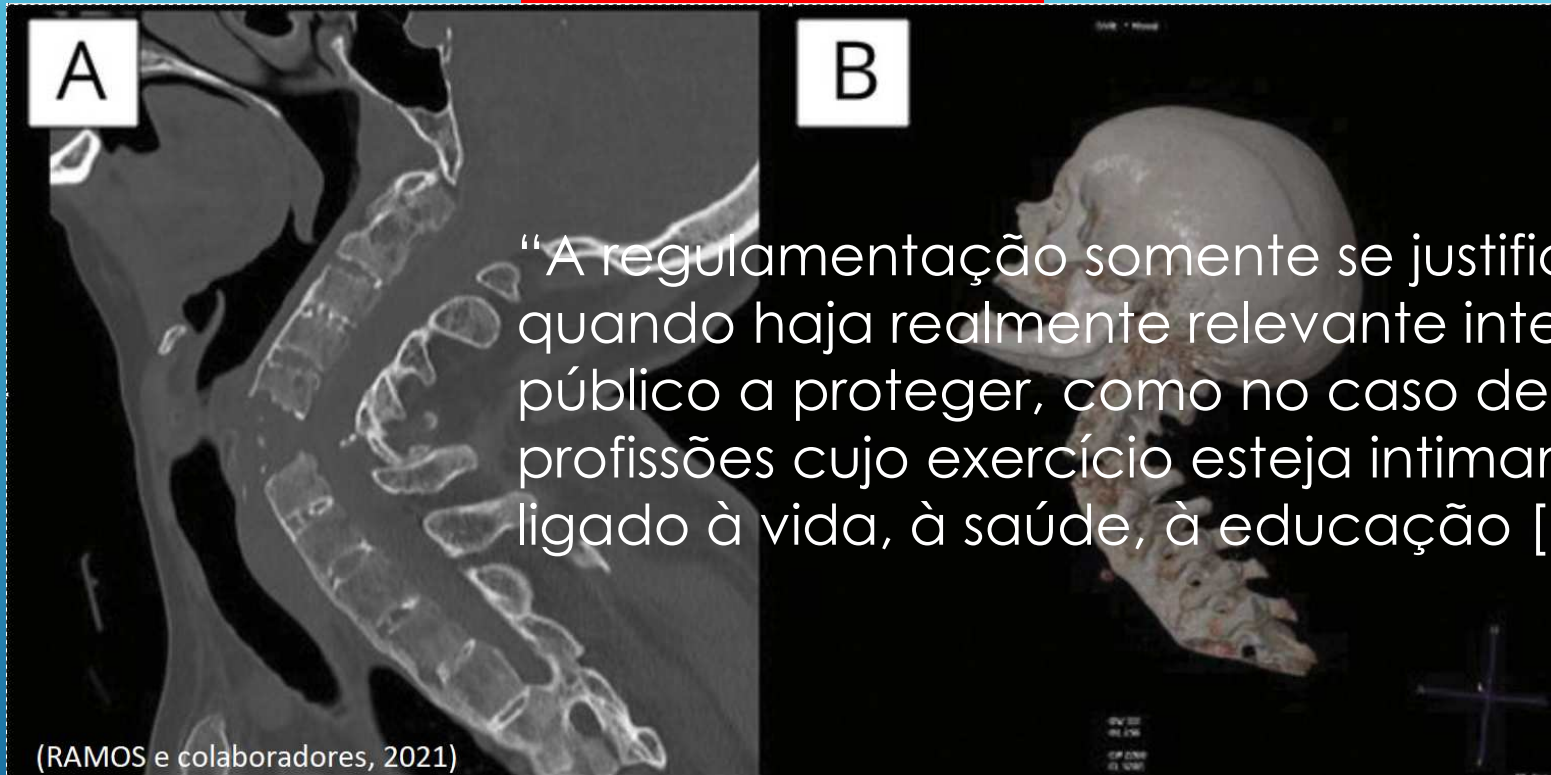 A
B
“A regulamentação somente se justific
quando haja realmente relevante inte
público a proteger, como no caso de
profissões cujo exercício esteja intimar
ligado à vida, à saúde, à educação [
(RAMOS e colaboradores, 2021)